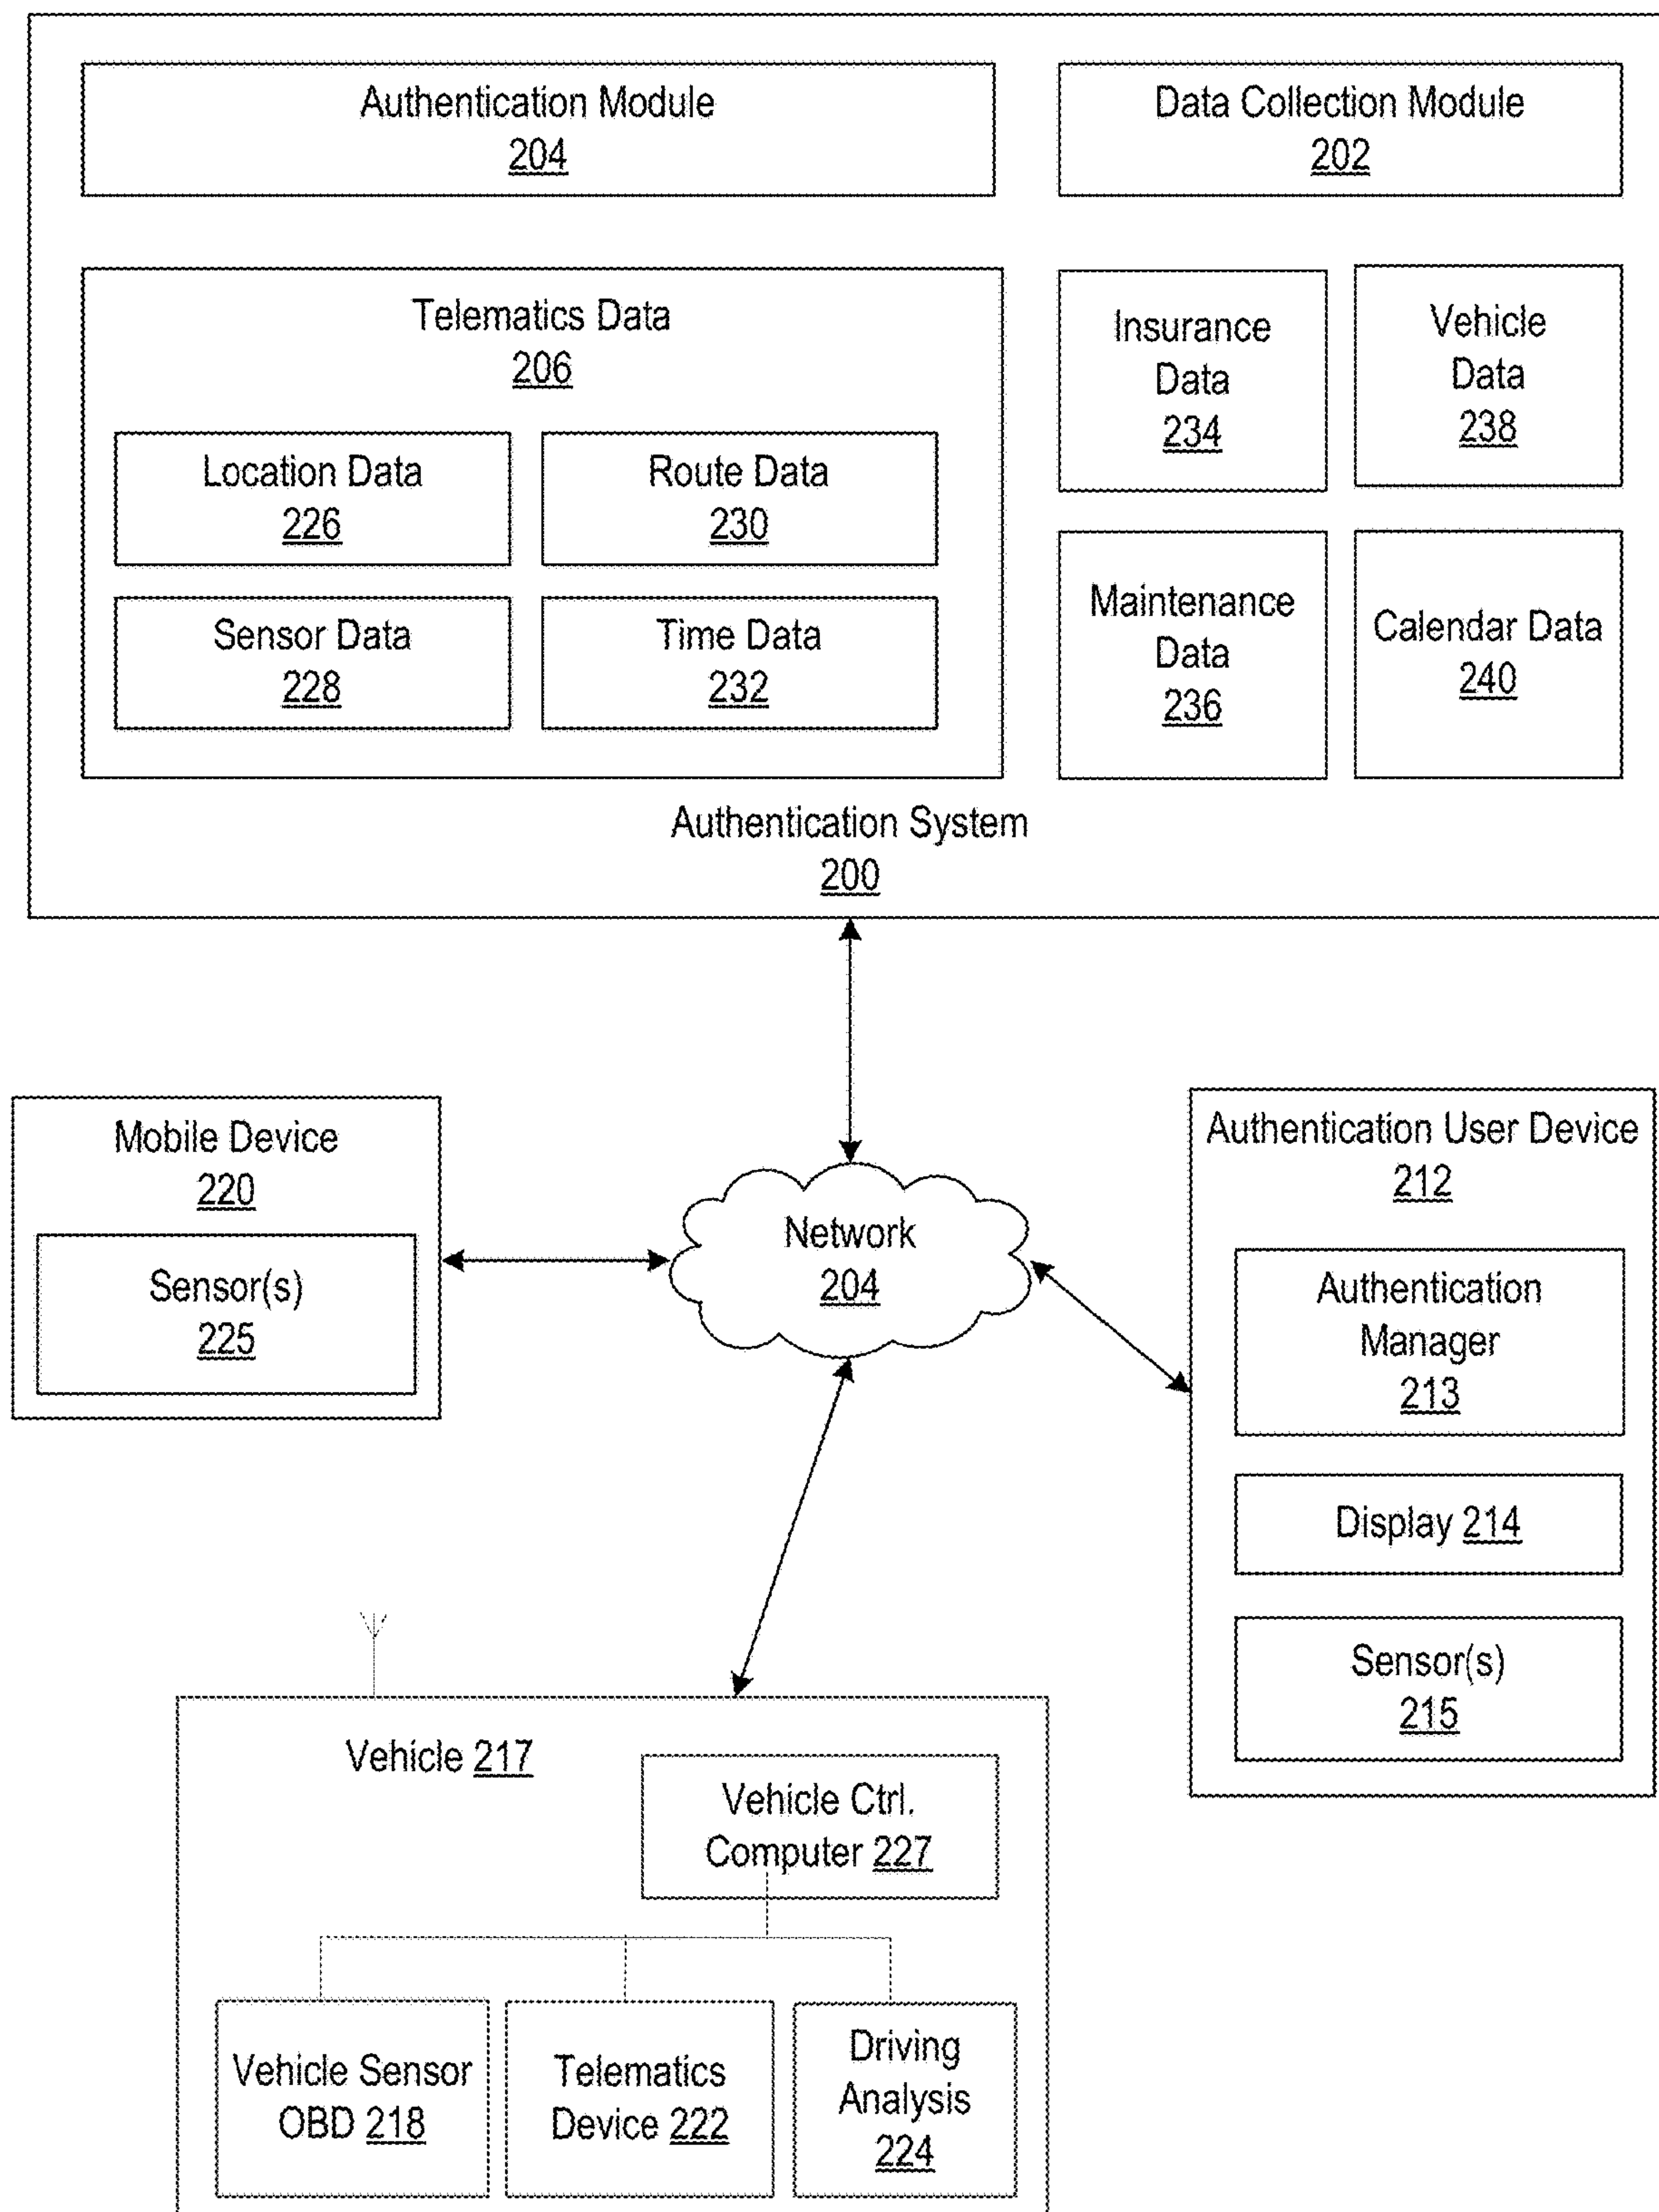 Authentication Module
204
Data Collection Module
202
Telematics Data
206
Location Data
226
Route Data
230
Sensor Data
228
Time Data
232
Insurance
Data
234
Vehicle
Data
238
Maintenance
Data
236
Calendar Data
240
Authentication System
200
Mobile Device
220
Sensor(s)
225
Network
204
Authentication User Device
212
Authentication
Manager
213
Display 214
Sensor(s)
215
Vehicle 217
Vehicle Ctrl.
Computer 227
Vehicle Sensor
OBD 218
Telematics
Device 222
Driving
Analysis
224